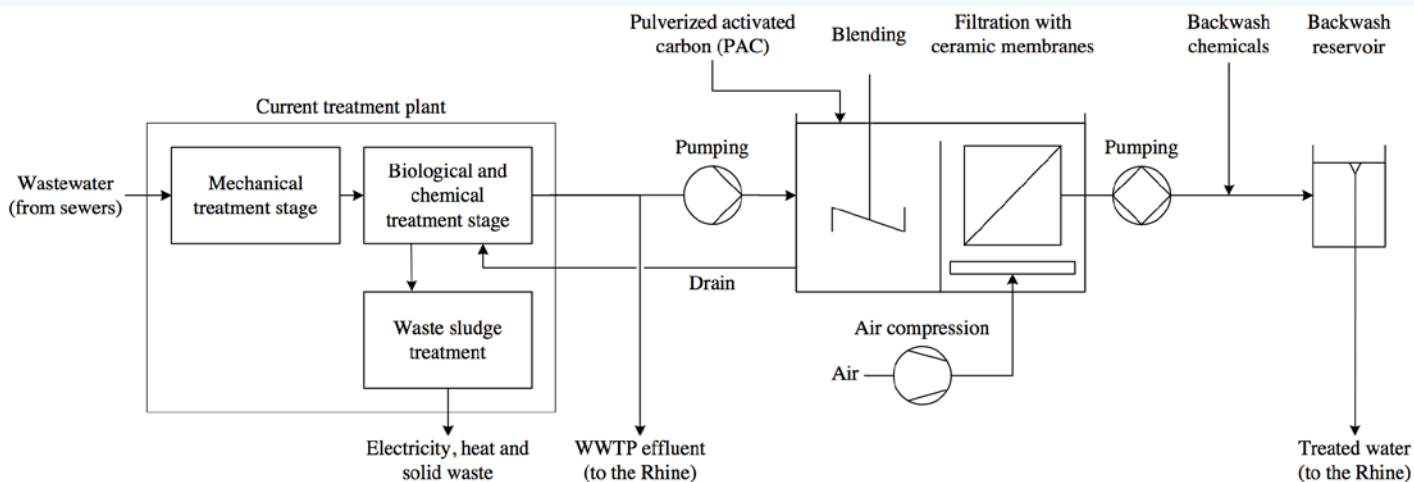 Pulverized activated
carbon (PAC)
Blending
Filtration with
ceramic membranes
Backwash
chemicals
Backwash
reservoir
Current treatment plant
Wastewater
(from sewers)
Mechanical
treatment stage
Biological and
chemical
treatment stage
Pumping
Pumping
Drain
Waste sludge
treatment
Air compression
Air
Electricity, heat and
solid waste
WWTP effluent
(to the Rhine)
Treated water
(to the Rhine)